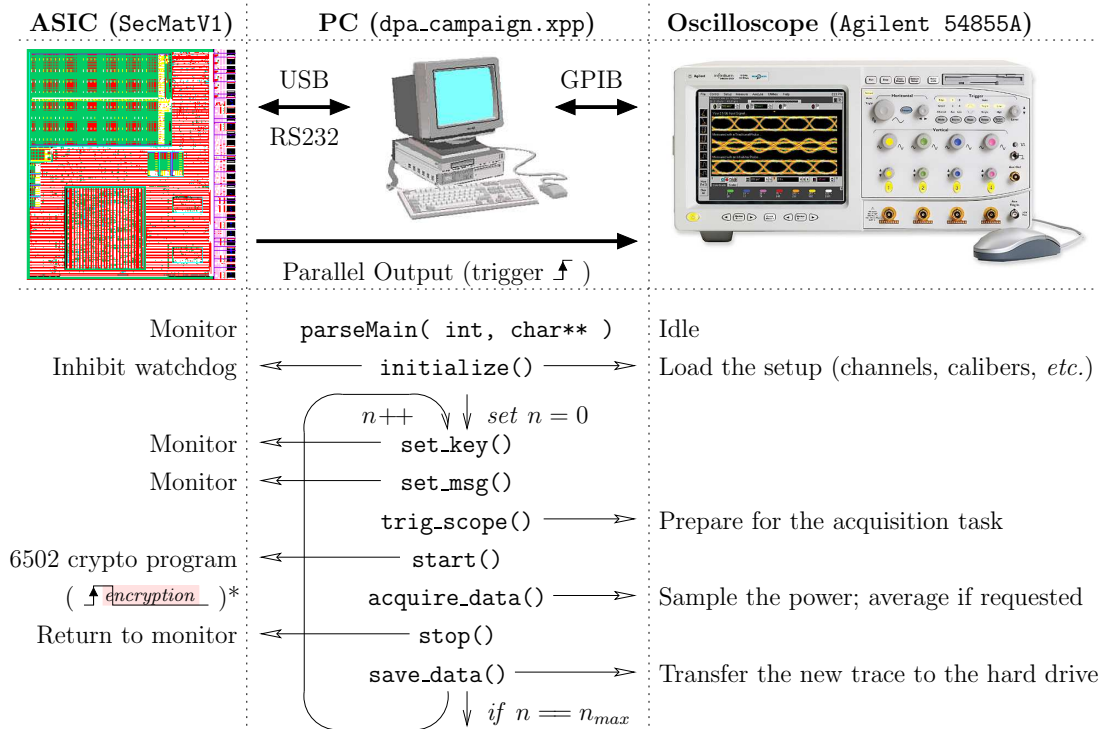 ASIC (SecMatV1) PC (dpa_campaign.xpp) Oscilloscope (Agilent 54855A)
USB GPIB
RS232
Parallel Output (trigger )
Monitor parseMain( int, char** ) Idle
Inhibit watchdog initialize() Load the setup (channels, calibers, etc.)
n++ set n = 0
Monitor set_key()
Monitor set_msg()
trig_scope() Prepare for the acquisition task
6502 crypto program start()
( encryption )* acquire_data() Sample the power; average if requested
Return to monitor stop()
save_data() Transfer the new trace to the hard drive
if n == nmax